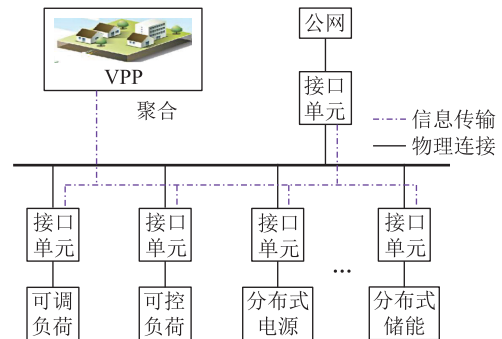 VPP
聚合
公网
接口
单元
信息传输
物理连接
接口
单元
接口
单元
接口
单元
接口
单元
...
可调
负荷
可控
负荷
分布式
电源
分布式
储能